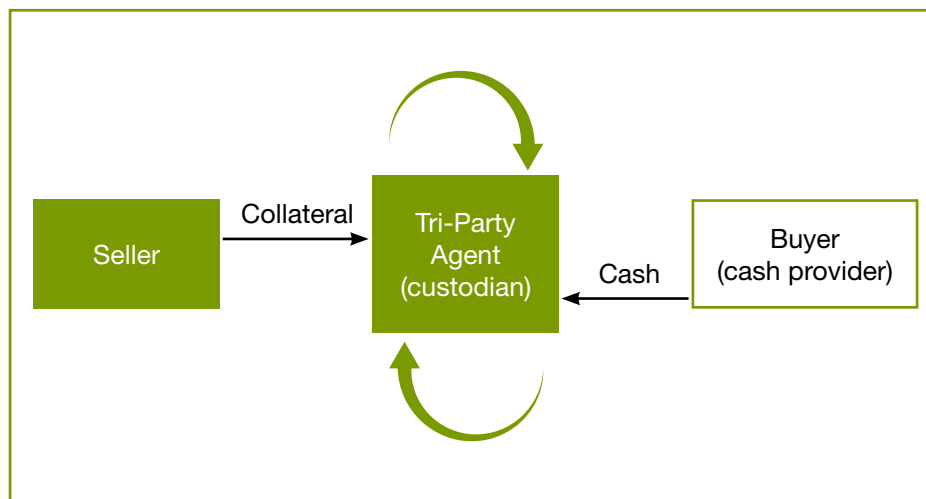 Seller
Collateral
Tri-Party
Agent
(custodian)
Cash
Buyer
(cash provider)